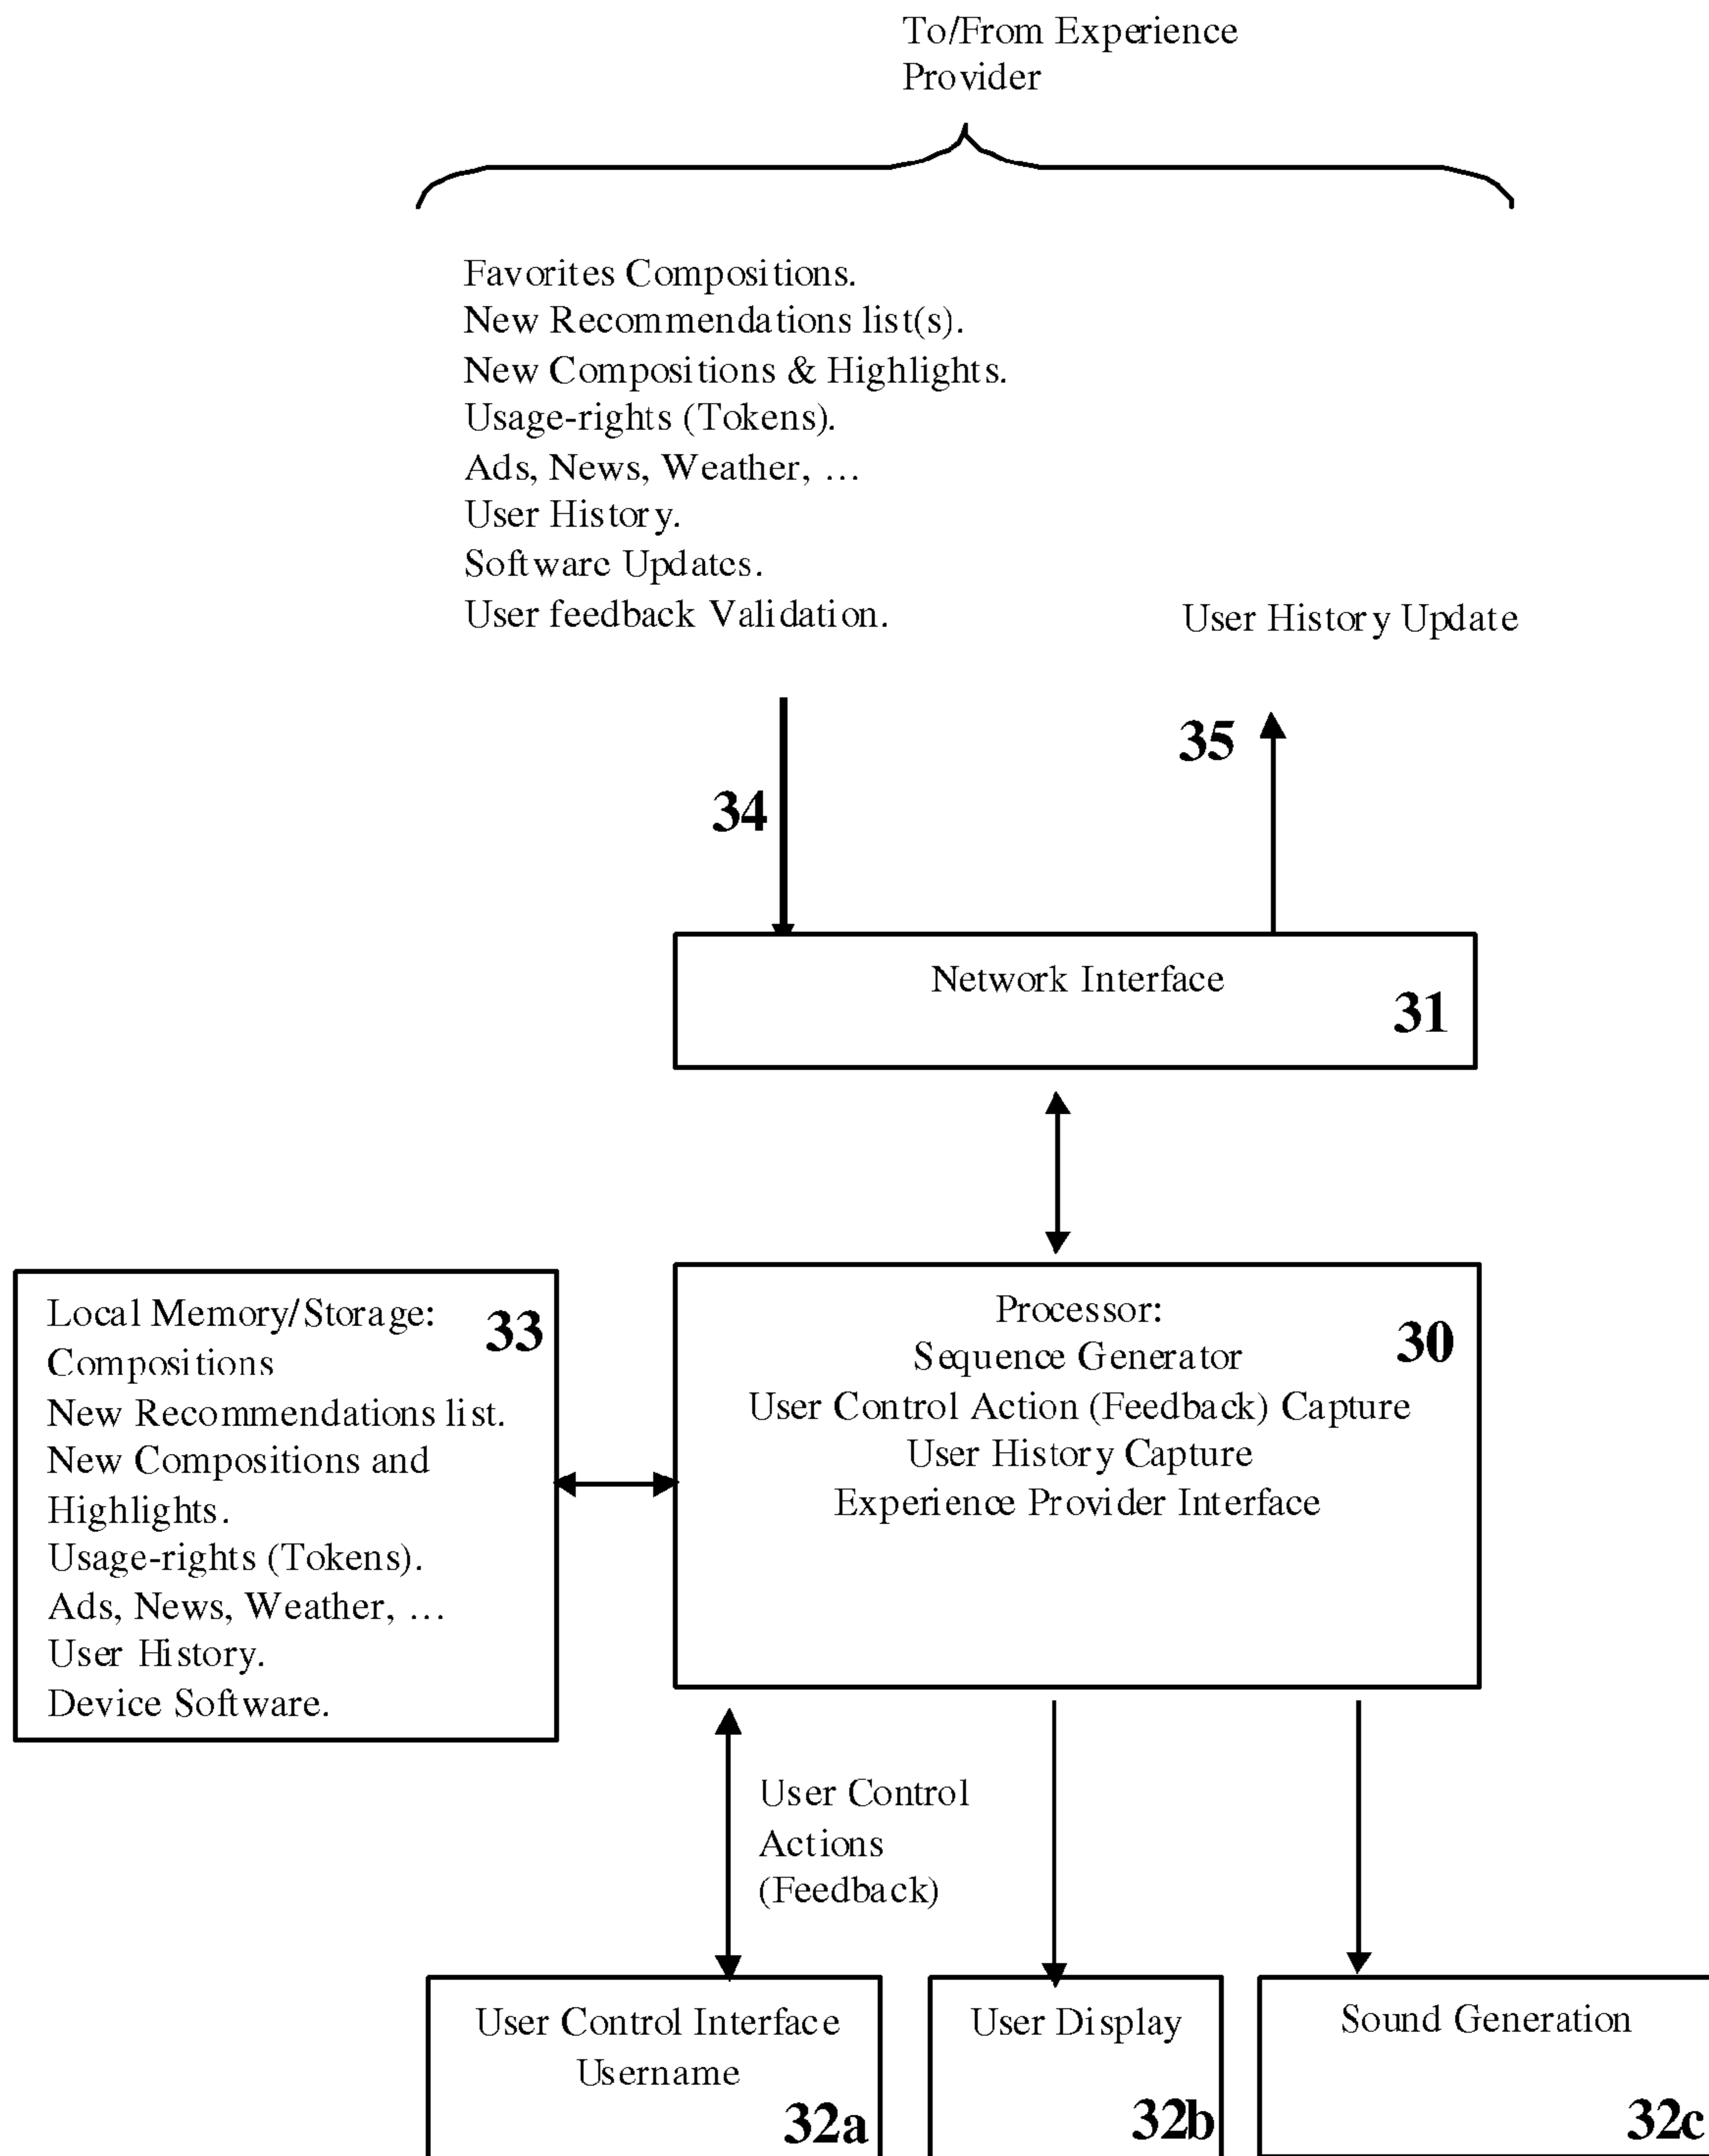 To/From Experience
Provider
Favorites Compositions.
New Recommendations list(s).
New Compositions & Highlights.
Usage-rights (Tokens).
Ads, News, Weather, …
User History.
Software Updates.
User feedback Validation.
User History Update
35
34
Network Interface
31
Local Memory/Storage:
33
Compositions
New Recommendations list.
New Compositions and
Highlights.
Usage-rights (Tokens).
Ads, News, Weather, …
User History.
Device Software.
Processor:
30
Sequence Generator
User Control Action (Feedback) Capture
User History Capture
Experience Provider Interface
User Control
Actions
(Feedback)
User Control Interface
Username
32a
User Display
32b
Sound Generation
32c